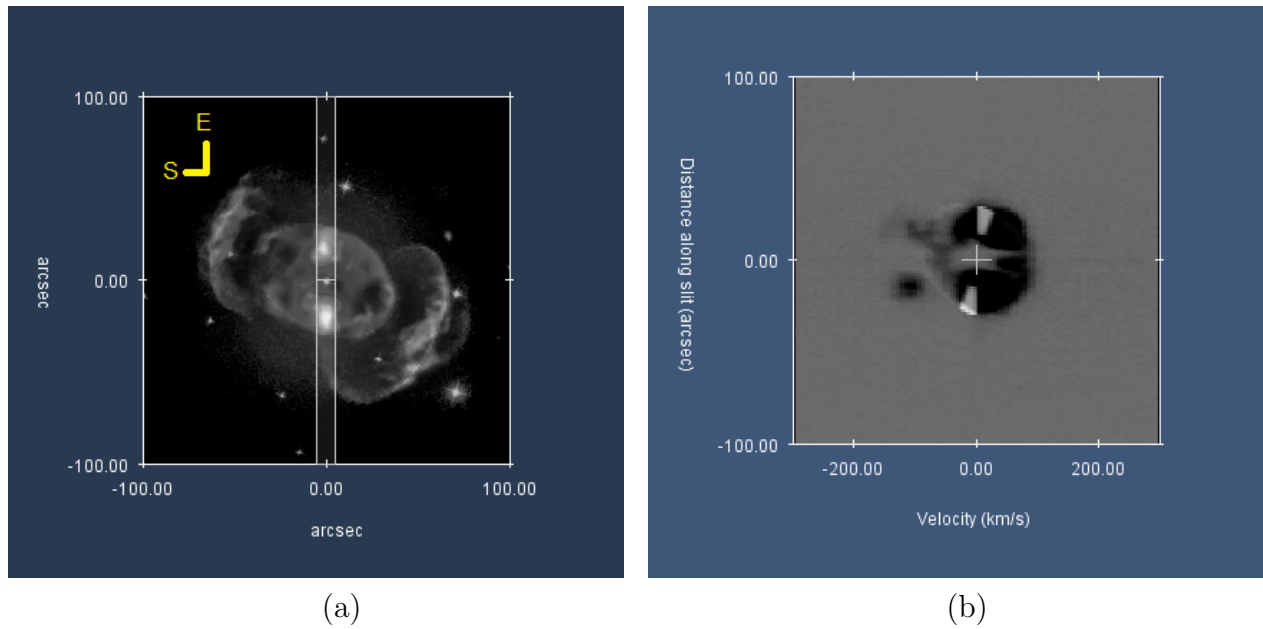 100.00
E
S
0.00
arcsec
-100.00
-100.00 0.00 100.00
arcsec
(a)
100.00
Distance along slit (arcsec)
0.00
-100.00
-200.00 0.00 200.00
Velocity (km/s)
(b)